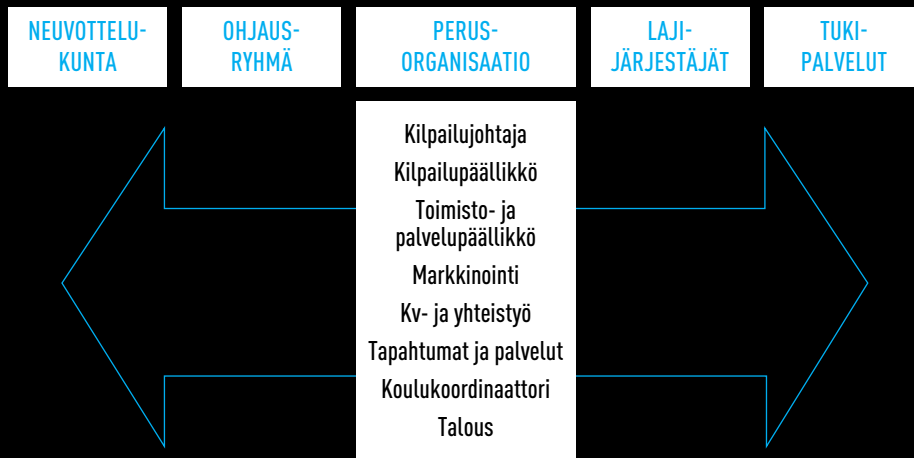 NEUVOTTELU-
KUNTA
OHJAUS-
RYHMÄ
PERUS-
ORGANISAATIO
LAJI-
JÄRJESTÄJÄT
TUKI-
PALVELUT
Kilpailujohtaja
Kilpailupäällikkö
Toimisto- ja
palvelupäällikkö
Markkinointi
Kv- ja yhteistyö
Tapahtumat ja palvelut
Koulukoordinaattori
Talous